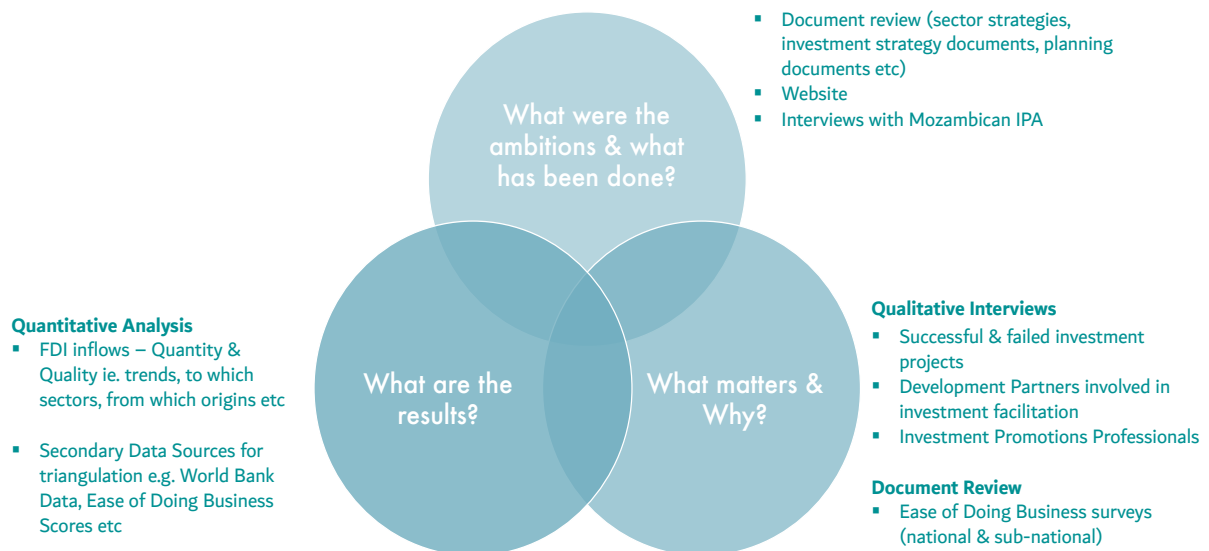 ▪ Document review (sector strategies,
investment strategy documents, planning
documents etc)
▪ Website
▪ Interviews with Mozambican IPA
What were the
ambitions & what
has been done?
Quantitative Analysis
▪ FDI inflows – Quantity &
Quality ie. trends, to which
sectors, from which origins etc
▪ Secondary Data Sources for
triangulation e.g. World Bank
Data, Ease of Doing Business
Scores etc
What are the
results?
What matters &
Why?
Qualitative Interviews
▪ Successful & failed investment
projects
▪ Development Partners involved in
investment facilitation
▪ Investment Promotions Professionals
Document Review
▪ Ease of Doing Business surveys
(national & sub-national)